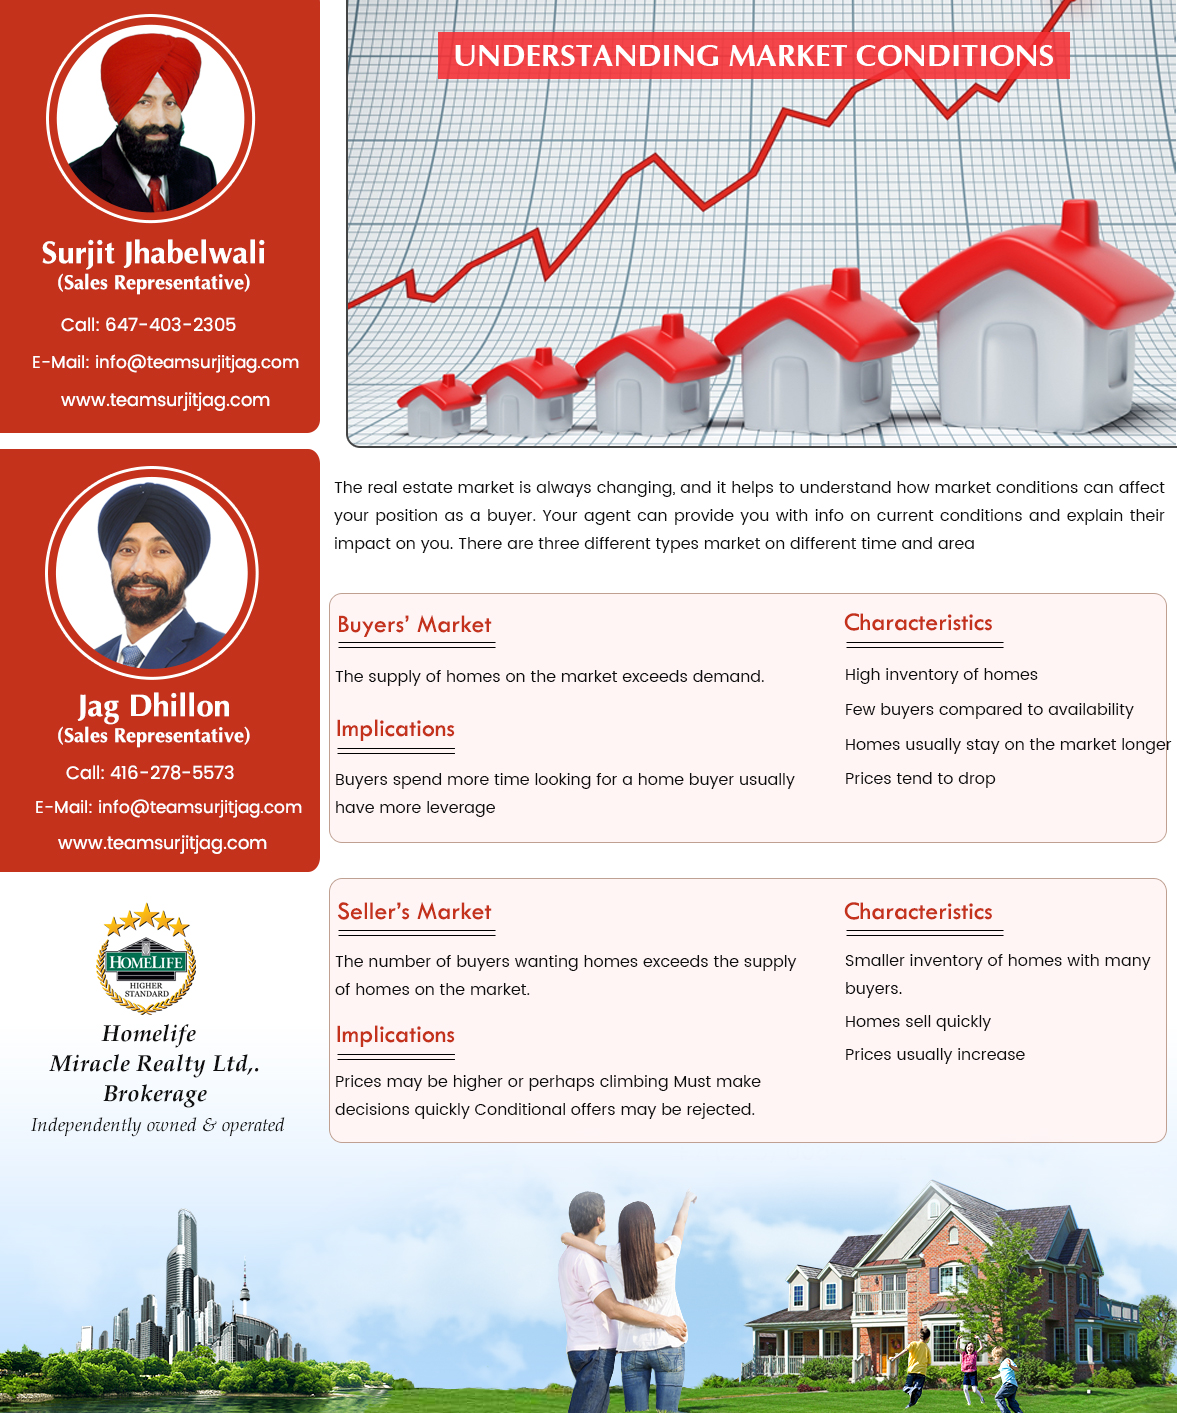 Surjit Jhabelwali
(Sales Representative)
Call: 647-403-2305
E-Mail: info@teamsurjitjag.com
www.teamsurjitjag.com
Jag Dhillon
(Sales Representative)
Call: 416-278-5573
E-Mail: info@teamsurjitjag.com
www.teamsurjitjag.com
HOMELIFE
HIGHER
STANDARD
Homelife
Miracle Realty Ltd,.
Brokerage
Independently owned & operated
UNDERSTANDING MARKET CONDITIONS
The real estate market is always changing, and it helps to understand how market conditions can affect
your position as a buyer. Your agent can provide you with info on current conditions and explain their
impact on you. There are three different types market on different time and area
Buyers’ Market
The supply of homes on the market exceeds demand.
Implications
Buyers spend more time looking for a home buyer usually
have more leverage
Characteristics
High inventory of homes
Few buyers compared to availability
Homes usually stay on the market longer
Prices tend to drop
Seller’s Market
The number of buyers wanting homes exceeds the supply
of homes on the market.
Implications
Prices may be higher or perhaps climbing Must make
decisions quickly Conditional offers may be rejected.
Characteristics
Smaller inventory of homes with many
buyers.
Homes sell quickly
Prices usually increase